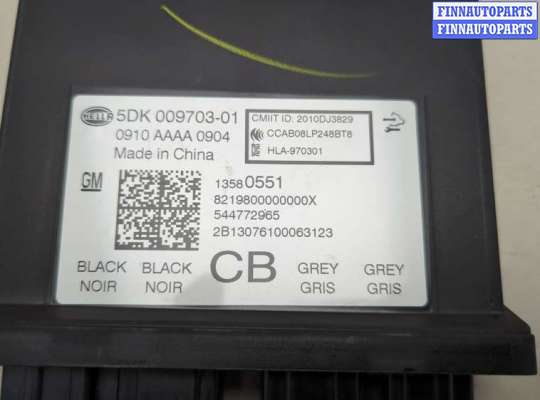 FINNAUTOPARTS
FINNAUTOPARTS
HELLA
5DK 009703-01
0910 AAAA 0904
Made in China
CMIIT ID: 2010DJ3829
CCAB08LP248BT8
HLA-970301
GM
13580551
8219800000000X
544772965
2B13076100063123
BLACK BLACK CB GREY GREY
NOIR NOIR GRIS GRIS